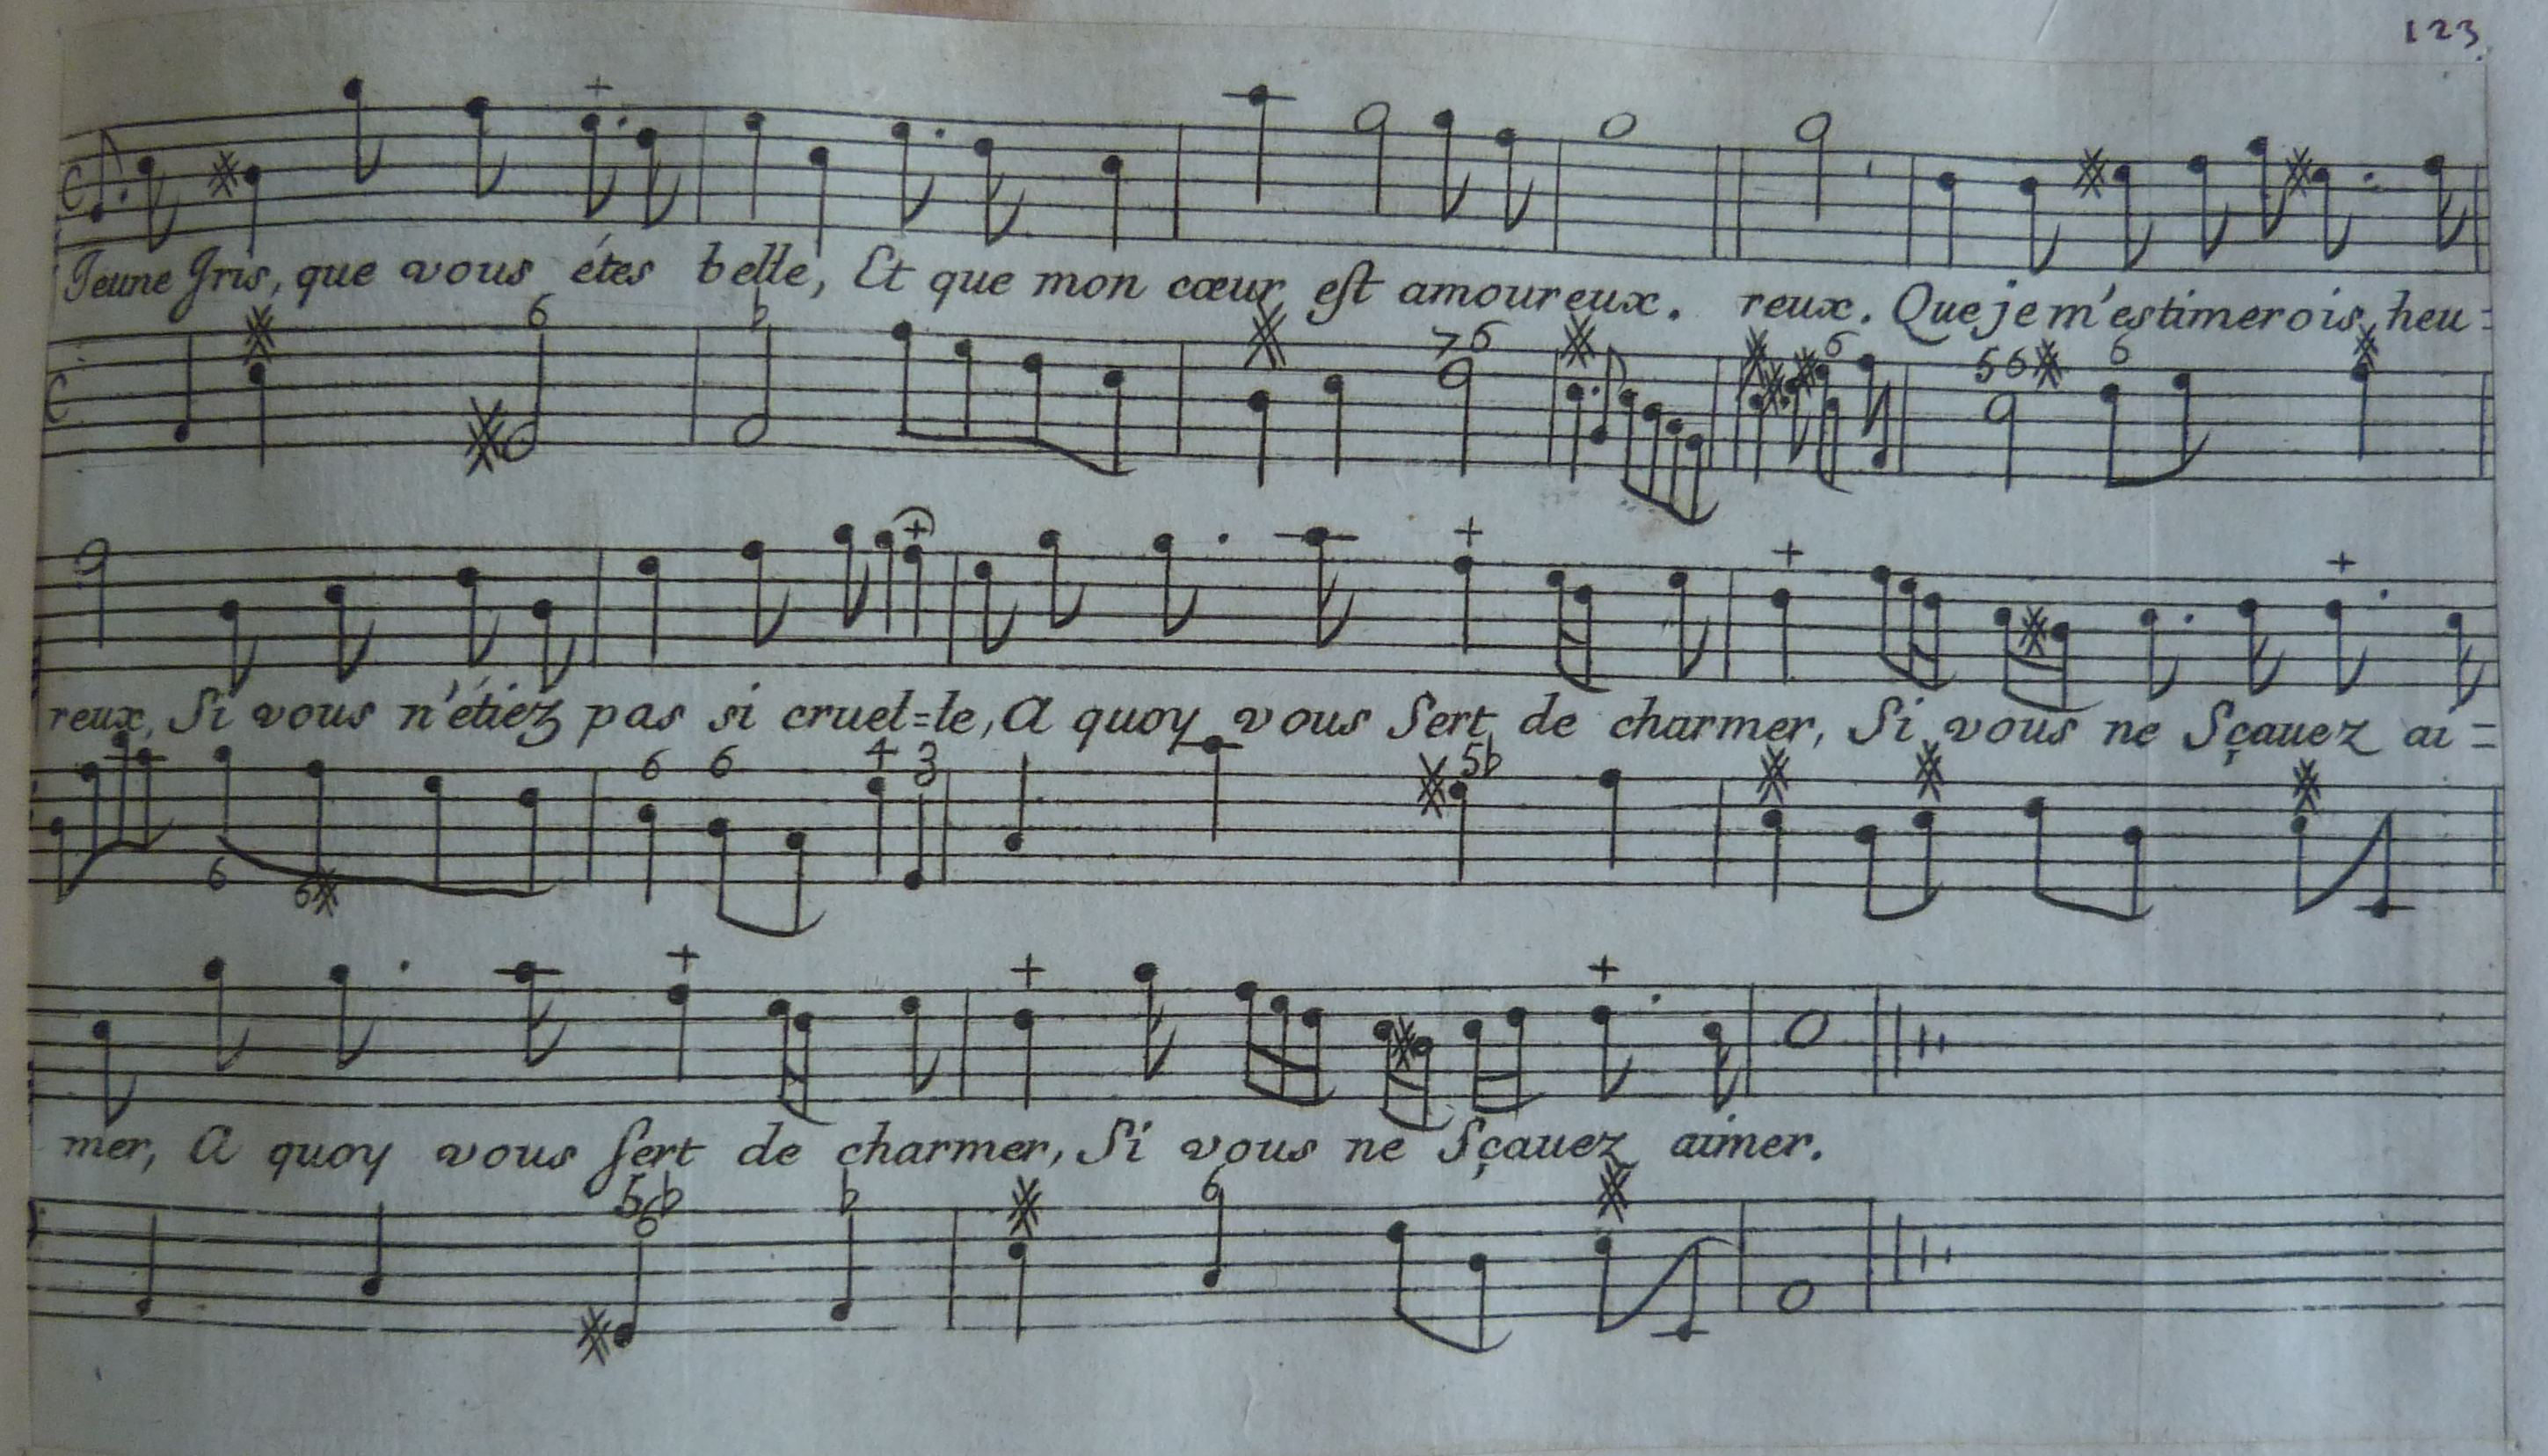 123
Jeune Iris, que vous étes belle, Et que mon cœur est amoureux. reux. Que je m'estimerois heu=
6 b 76 6 56 6
reux, Si vous n'étiez pas si cruel=le, A quoy vous Sert de charmer, Si vous ne Sçauez ai=
6 6 4 3 5b
6 6
mer, A quoy vous sert de charmer, Si vous ne Sçauez aimer.
5b b 6
6